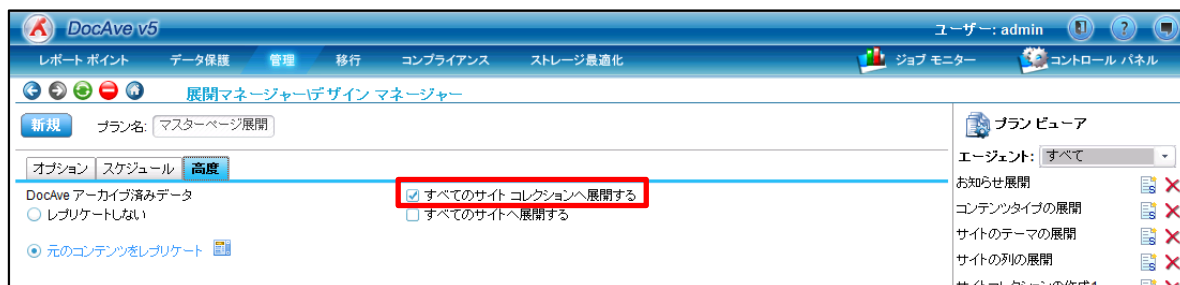 DocAve v5
ユーザー: admin
レポート ポイント データ保護 管理 移行 コンプライアンス ストレージ最適化 ジョブ モニター コントロール パネル
展開マネージャー\デザイン マネージャー
新規 プラン名: マスターページ展開
プラン ビューア
エージェント: すべて
オプション スケジュール 高度
DocAve アーカイブ済みデータ
レプリケートしない
元のコンテンツをレプリケート
すべてのサイト コレクションへ展開する
すべてのサイトへ展開する
お知らせ展開
コンテンツタイプの展開
サイトのテーマの展開
サイトの列の展開